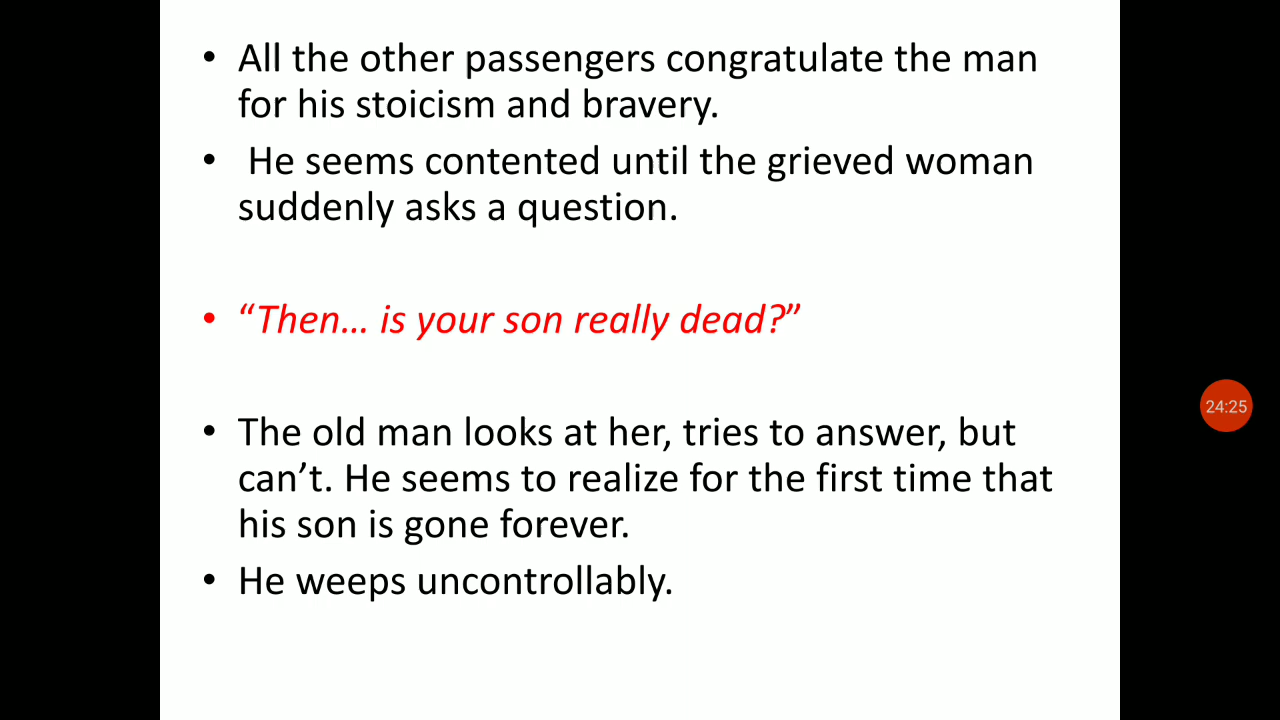 • All the other passengers congratulate the man
for his stoicism and bravery.
• He seems contented until the grieved woman
suddenly asks a question.
• “Then… is your son really dead?”
24:25
• The old man looks at her, tries to answer, but
can’t. He seems to realize for the first time that
his son is gone forever.
• He weeps uncontrollably.